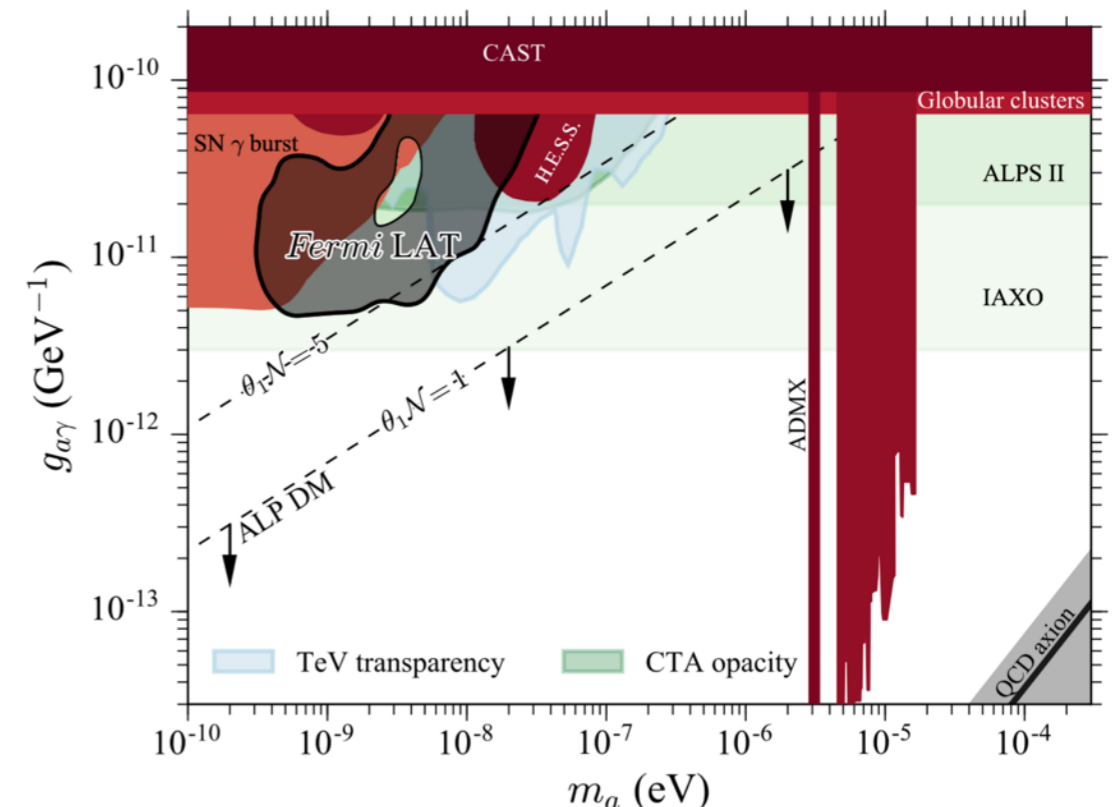 CAST
Globular clusters
SN γ burst
H.E.S.S.
ALPS II
Fermi LAT
IAXO
θ₁𝒩 = 5
θ₁𝒩 = 1
ADMX
ALP DM
QCD axion
TeV transparency
CTA opacity
10⁻¹⁰
10⁻¹¹
10⁻¹²
10⁻¹³
g_{aγ} (GeV⁻¹)
10⁻¹⁰ 10⁻⁹ 10⁻⁸ 10⁻⁷ 10⁻⁶ 10⁻⁵ 10⁻⁴
m_a (eV)